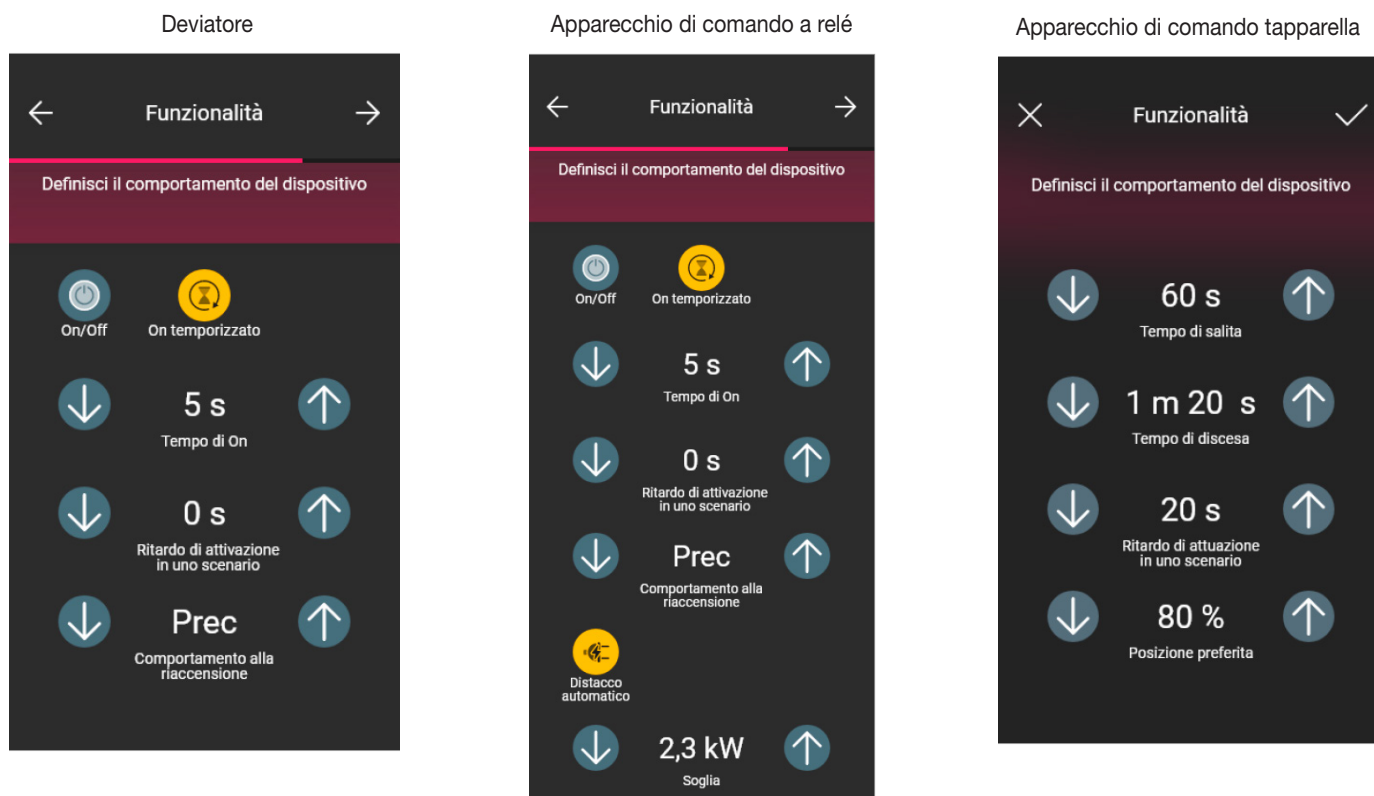 Deviatore
Funzionalità
Definisci il comportamento del dispositivo
On/Off
On temporizzato
5 s
Tempo di On
0 s
Ritardo di attivazione
in uno scenario
Prec
Comportamento alla
riaccensione
Apparecchio di comando a relé
Funzionalità
Definisci il comportamento del dispositivo
On/Off
On temporizzato
5 s
Tempo di On
0 s
Ritardo di attivazione
in uno scenario
Prec
Comportamento alla
riaccensione
Distacco
automatico
2,3 kW
Soglia
Apparecchio di comando tapparella
Funzionalità
Definisci il comportamento del dispositivo
60 s
Tempo di salita
1 m 20 s
Tempo di discesa
20 s
Ritardo di attuazione
in uno scenario
80 %
Posizione preferita